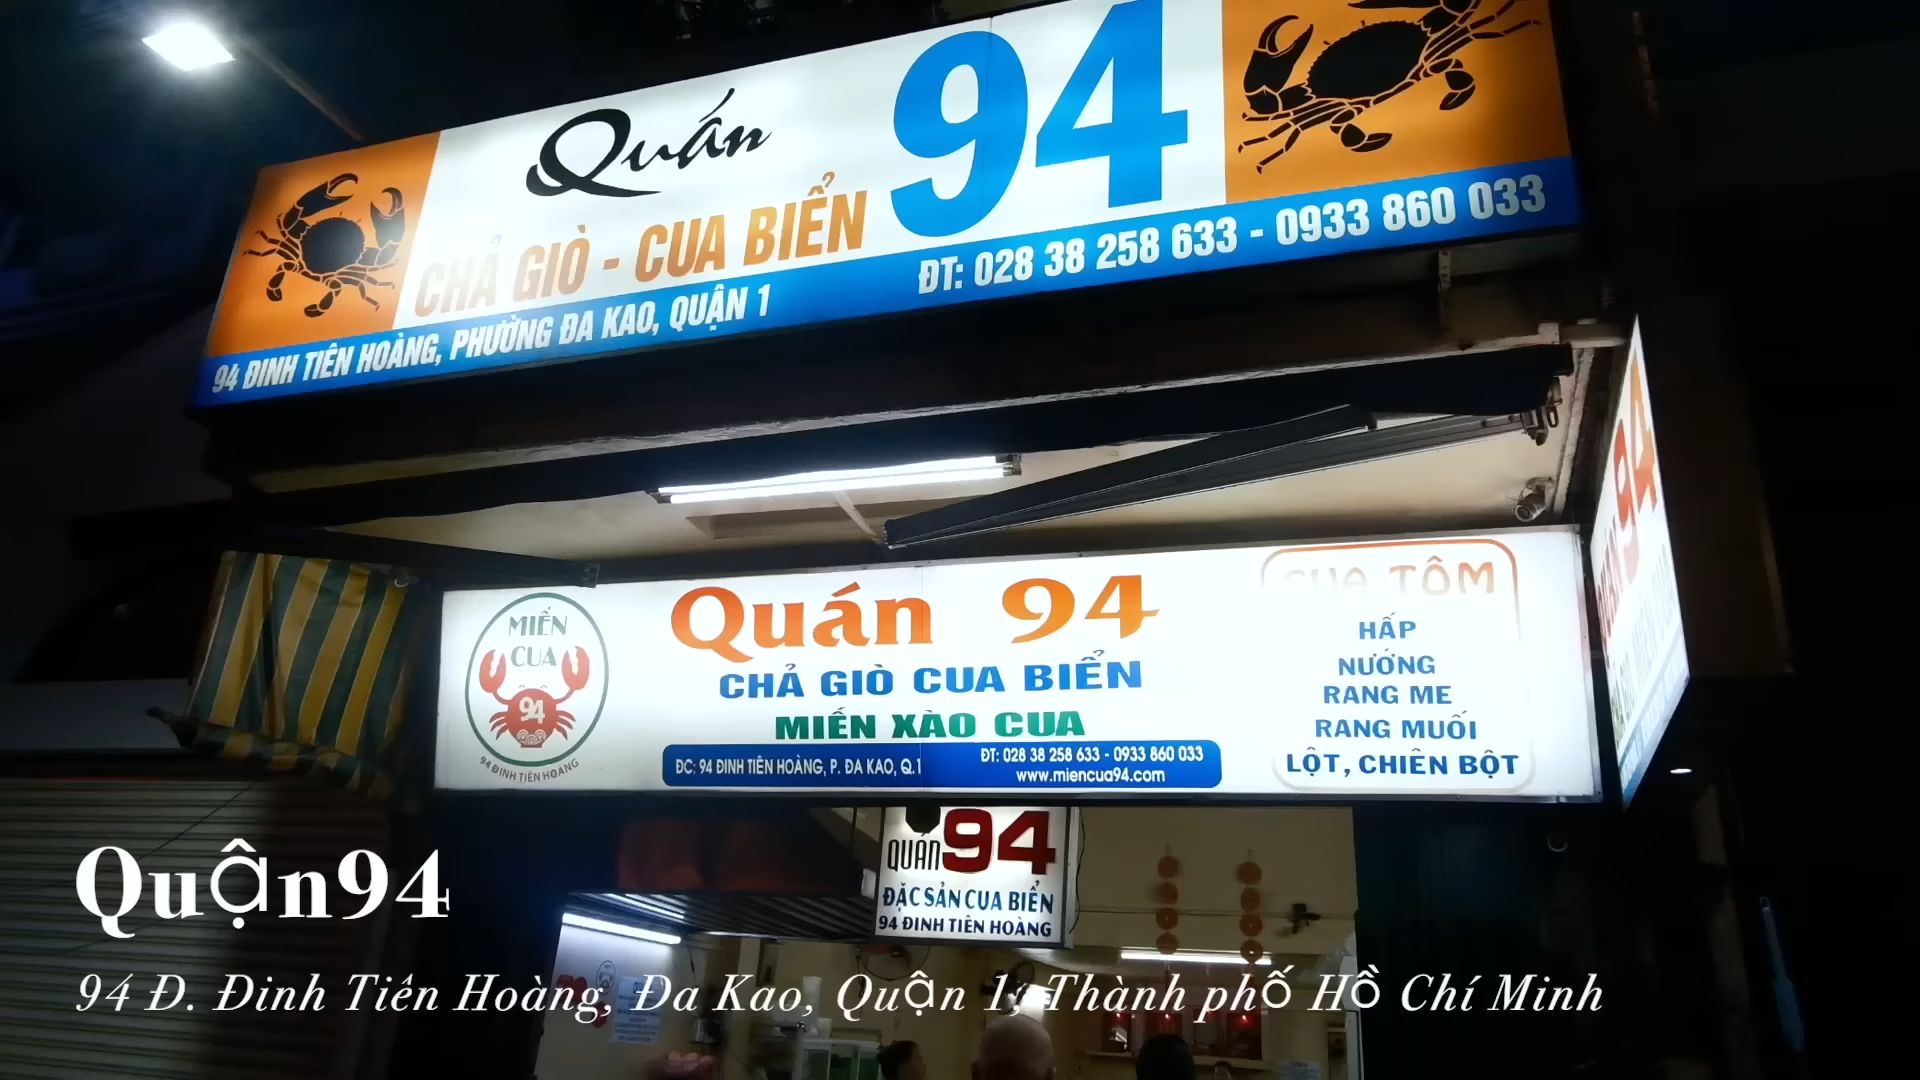 Quán 94
CHẢ GIÒ - CUA BIỂN
94 ĐINH TIÊN HOÀNG, PHƯỜNG ĐA KAO, QUẬN 1
ĐT: 028 38 258 633 - 0933 860 033
MIẾN
CUA
94
94 ĐINH TIÊN HOÀNG
Quán 94
CHẢ GIÒ CUA BIỂN
MIẾN XÀO CUA
ĐC: 94 ĐINH TIÊN HOÀNG, P. ĐA KAO, Q.1
ĐT: 028 38 258 633 - 0933 860 033
www.miencua94.com
CUA TÔM
HẤP
NƯỚNG
RANG ME
RANG MUỐI
LỘT, CHIÊN BỘT
94
QUÁN 94
ĐẶC SẢN CUA BIỂN
94 ĐINH TIÊN HOÀNG
Quận94
94 Đ. Đinh Tiên Hoàng, Đa Kao, Quận 1, Thành phố Hồ Chí Minh